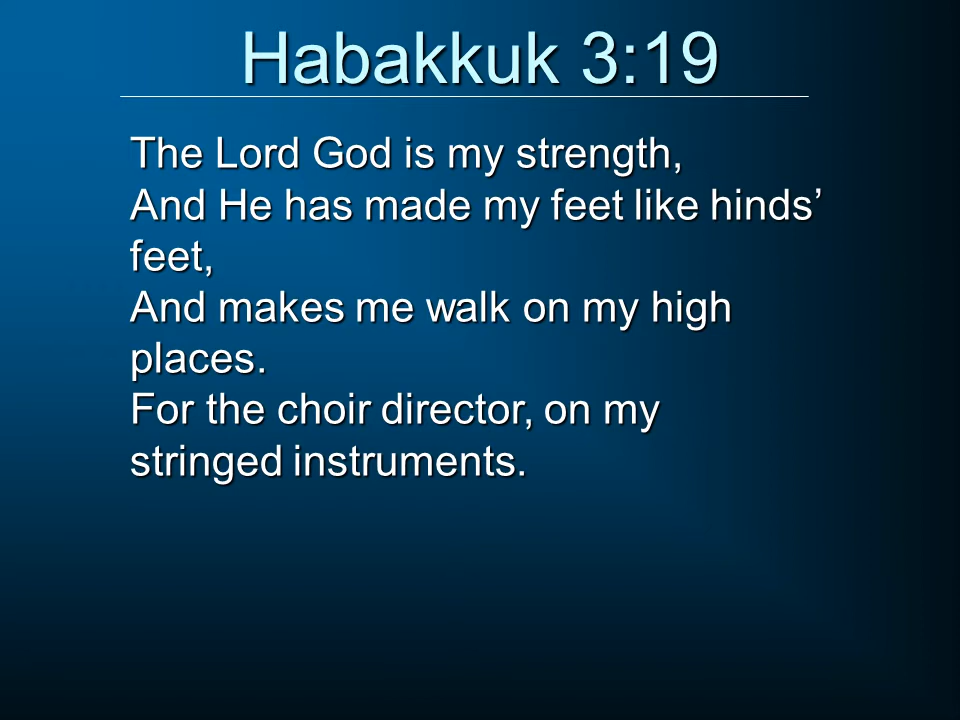 Habakkuk 3:19
The Lord God is my strength,
And He has made my feet like hinds’
feet,
And makes me walk on my high
places.
For the choir director, on my
stringed instruments.